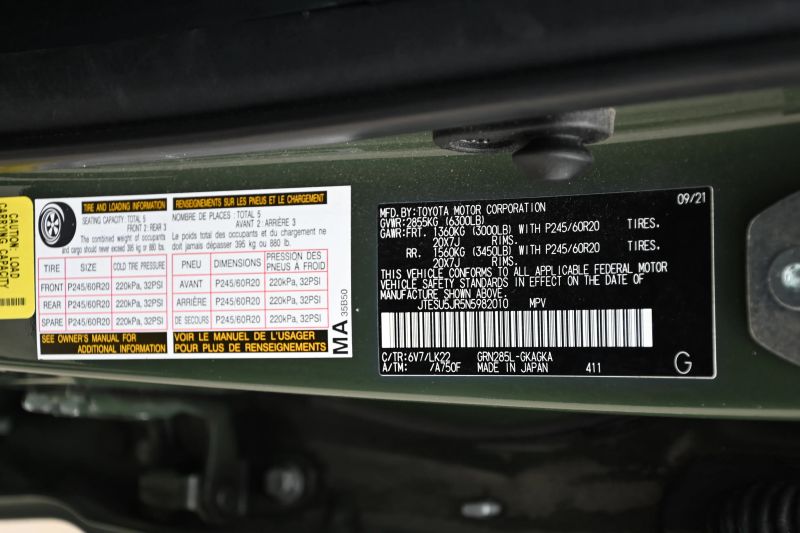 CAUTION: LOAD
CARRYING CAPACITY
TIRE AND LOADING INFORMATION
SEATING CAPACITY: TOTAL 5
FRONT 2: REAR 3
The combined weight of occupants
and cargo should never exceed 395 kg or 880 lb.
TIRE SIZE COLD TIRE PRESSURE
FRONT P245/60R20 220kPa, 32PSI
REAR P245/60R20 220kPa, 32PSI
SPARE P245/60R20 220kPa, 32PSI
SEE OWNER'S MANUAL FOR
ADDITIONAL INFORMATION
RENSEIGNEMENTS SUR LES PNEUS ET LE CHARGEMENT
NOMBRE DE PLACES : TOTAL 5
AVANT 2: ARRIÈRE 3
Le poids total des occupants et du chargement ne
doit jamais dépasser 395 kg ou 880 lb.
PNEU DIMENSIONS PRESSION DES
PNEUS A FROID
AVANT P245/60R20 220kPa, 32PSI
ARRIÈRE P245/60R20 220kPa, 32PSI
DE SECOURS P245/60R20 220kPa, 32PSI
VOIR LE MANUEL DE L'USAGER
POUR PLUS DE RENSEIGNEMENTS
MA 35B50
09/21
MFD.BY:TOYOTA MOTOR CORPORATION
GVWR:2855KG (6300LB)
GAWR:FRT. 1360KG (3000LB) WITH P245/60R20 TIRES.
20X7J RIMS.
RR. 1560KG (3450LB) WITH P245/60R20 TIRES.
20X7J RIMS.
THIS VEHICLE CONFORMS TO ALL APPLICABLE FEDERAL MOTOR
VEHICLE SAFETY STANDARDS IN EFFECT ON THE DATE OF
MANUFACTURE SHOWN ABOVE.
JTESU5JR5N5982010 MPV
C/TR:6V7/LK22 GRN285L-GKAGKA
A/TM: /A750F MADE IN JAPAN 411
G